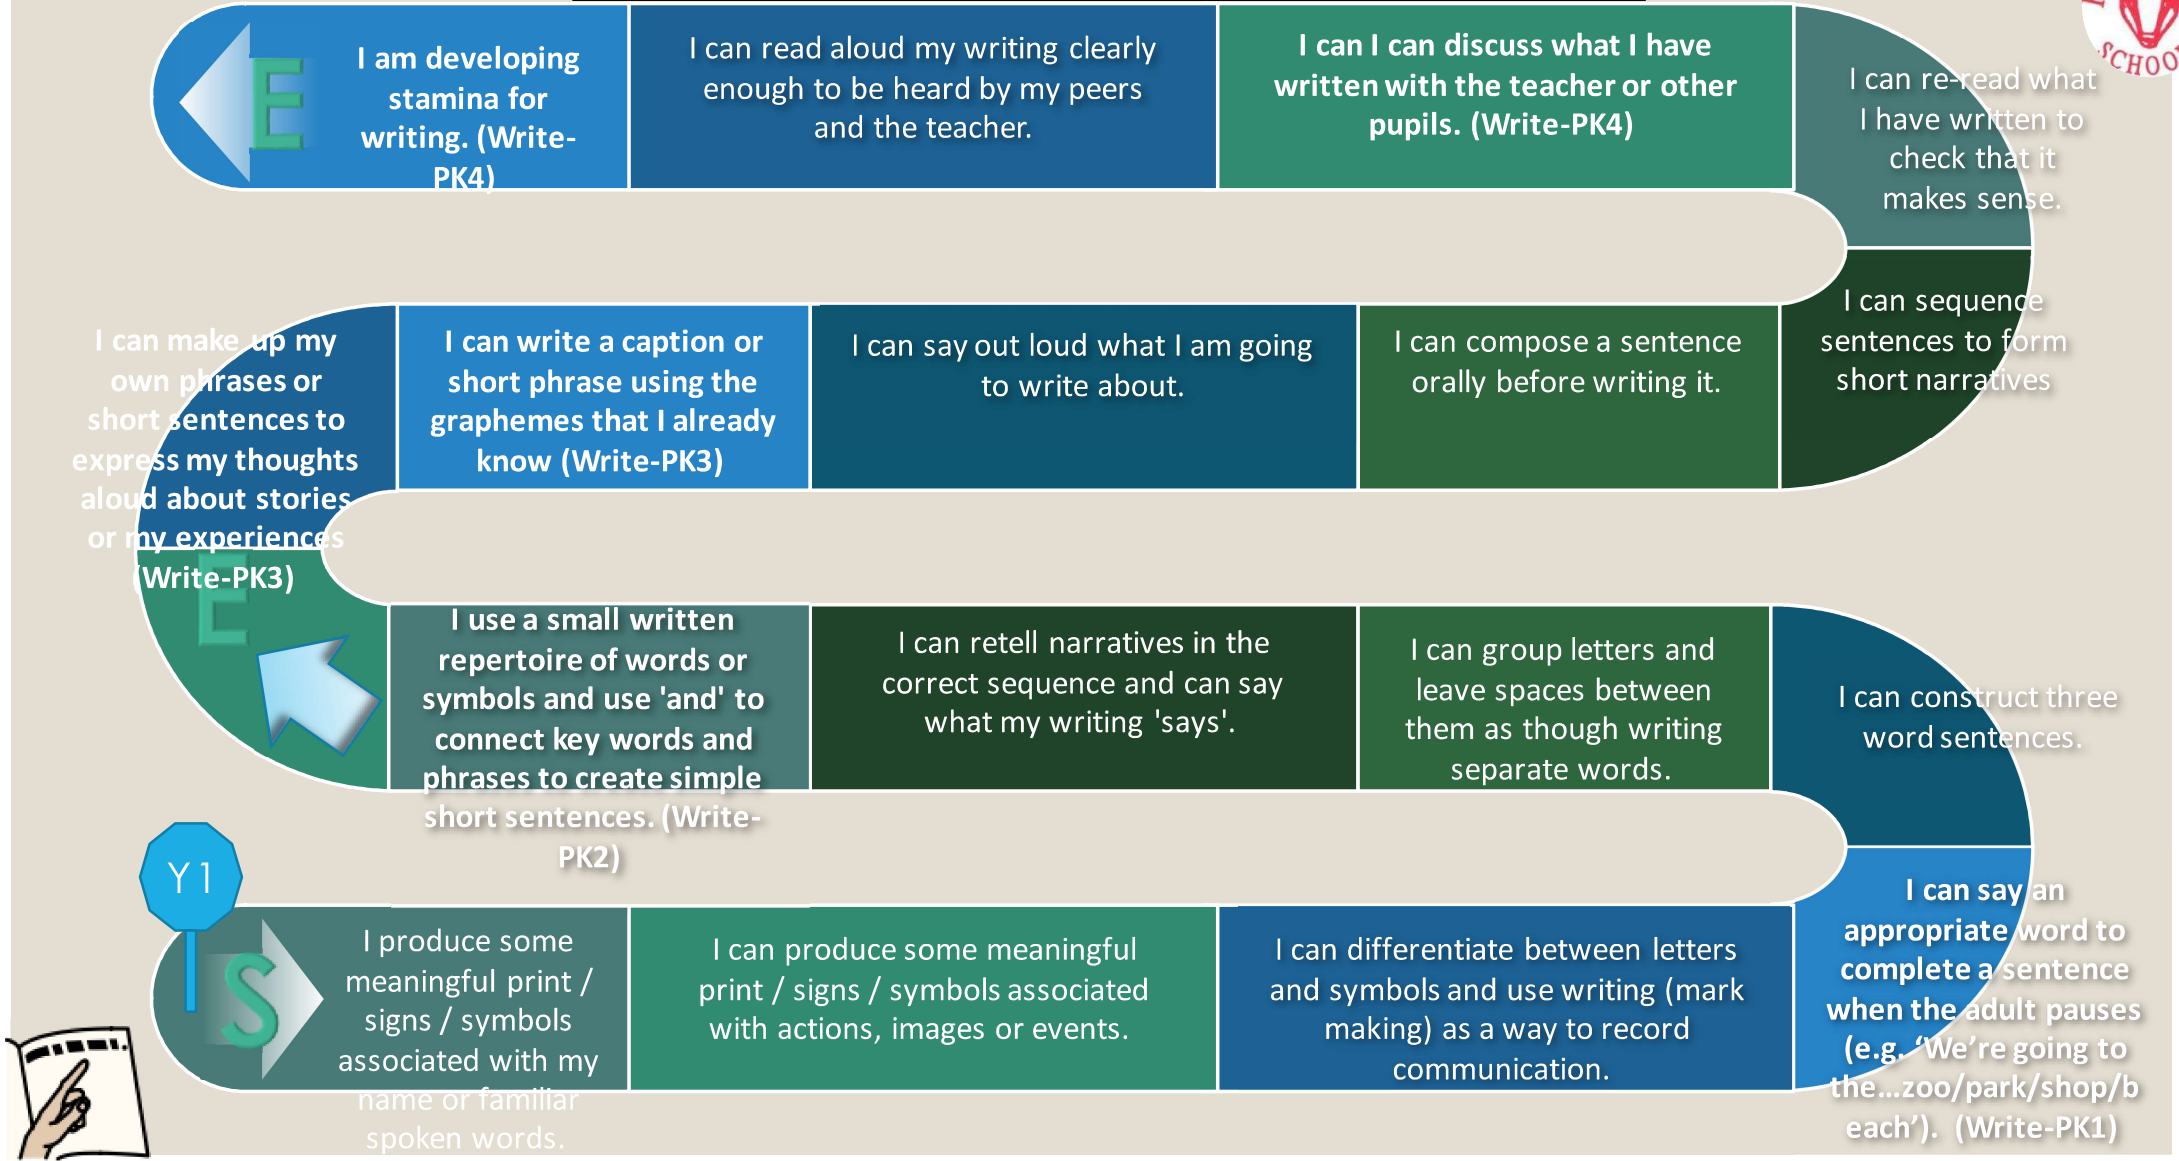 I am developing
stamina for
writing. (Write-
PK4)
I can read aloud my writing clearly
enough to be heard by my peers
and the teacher.
I can I can discuss what I have
written with the teacher or other
pupils. (Write-PK4)
I can re-read what
I have written to
check that it
makes sense.
SCHOO
E
I can make up my
own phrases or
short sentences to
express my thoughts
aloud about stories
or my experiences
(Write-PK3)
I can write a caption or
short phrase using the
graphemes that I already
know (Write-PK3)
I can say out loud what I am going
to write about.
I can compose a sentence
orally before writing it.
I can sequence
sentences to form
short narratives
E
I use a small written
repertoire of words or
symbols and use 'and' to
connect key words and
phrases to create simple
short sentences. (Write-
PK2)
I can retell narratives in the
correct sequence and can say
what my writing 'says'.
I can group letters and
leave spaces between
them as though writing
separate words.
I can construct three
word sentences.
Y1
S
I produce some
meaningful print /
signs / symbols
associated with my
name or familiar
spoken words.
I can produce some meaningful
print / signs / symbols associated
with actions, images or events.
I can differentiate between letters
and symbols and use writing (mark
making) as a way to record
communication.
I can say an
appropriate word to
complete a sentence
when the adult pauses
(e.g. ‘We’re going to
the…zoo/park/shop/b
each’).  (Write-PK1)